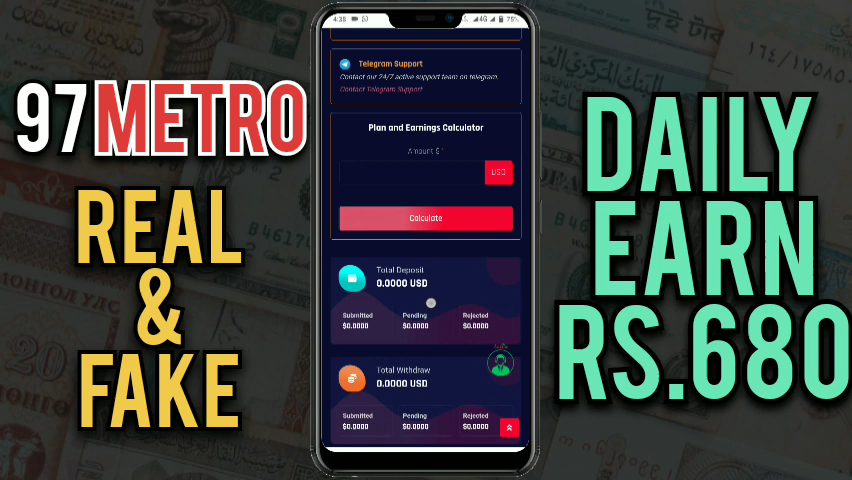 97METRO
REAL
&
FAKE
4:38
4G
75%
Telegram Support
Contact our 24/7 active support team on telegram.
Contact Telegram Support
Plan and Earnings Calculator
Amount $ *
USD
Calculate
Total Deposit
0.0000 USD
Submitted Pending Rejected
$0.0000 $0.0000 $0.0000
Total Withdraw
0.0000 USD
Submitted Pending Rejected
$0.0000 $0.0000 $0.0000
DAILY
EARN
RS.680